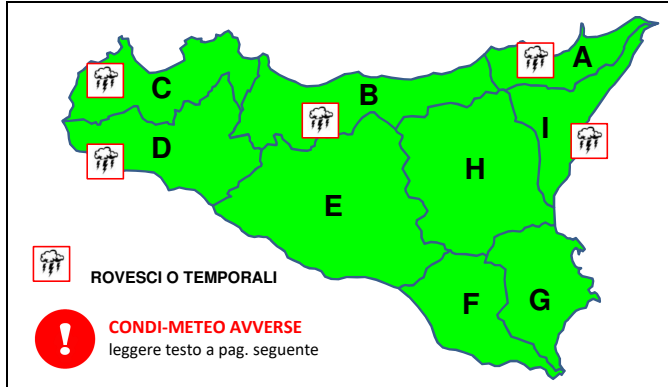 A
C
B
I
D
H
E
F
G
ROVESCI O TEMPORALI
!
CONDI-METEO AVVERSE
leggere testo a pag. seguente